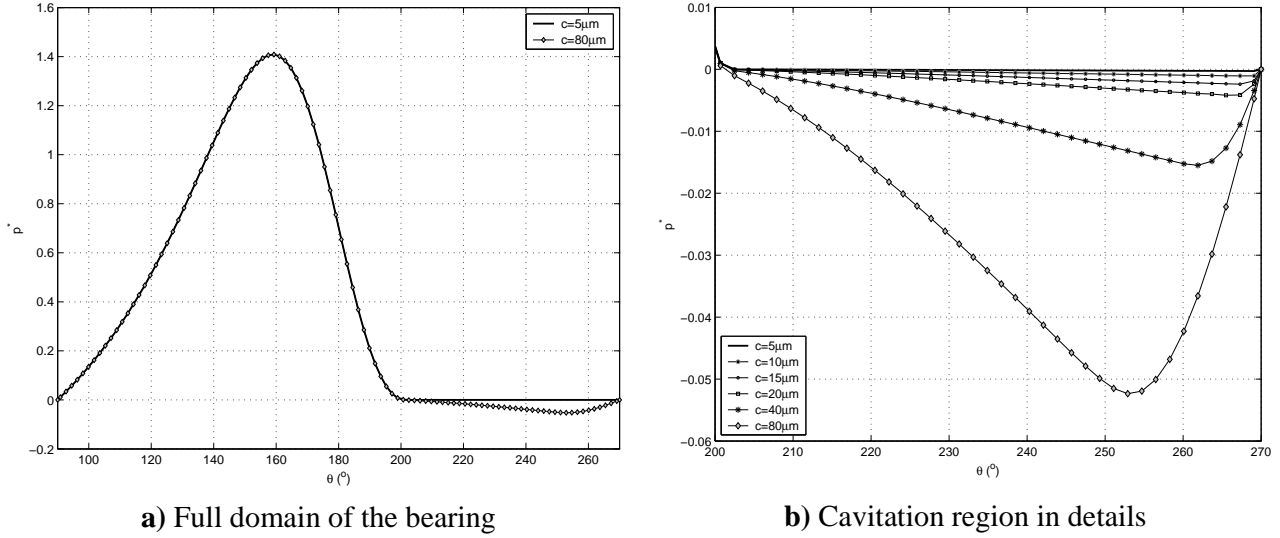 1.6
1.4
1.2
1
0.8
0.6
0.4
0.2
0
−0.2
p*
100 120 140 160 180 200 220 240 260
θ (º)
c=5μm
c=80μm
a) Full domain of the bearing
0.01
0
−0.01
−0.02
−0.03
−0.04
−0.05
−0.06
p*
200 210 220 230 240 250 260 270
θ (º)
c=5μm
c=10μm
c=15μm
c=20μm
c=40μm
c=80μm
b) Cavitation region in details